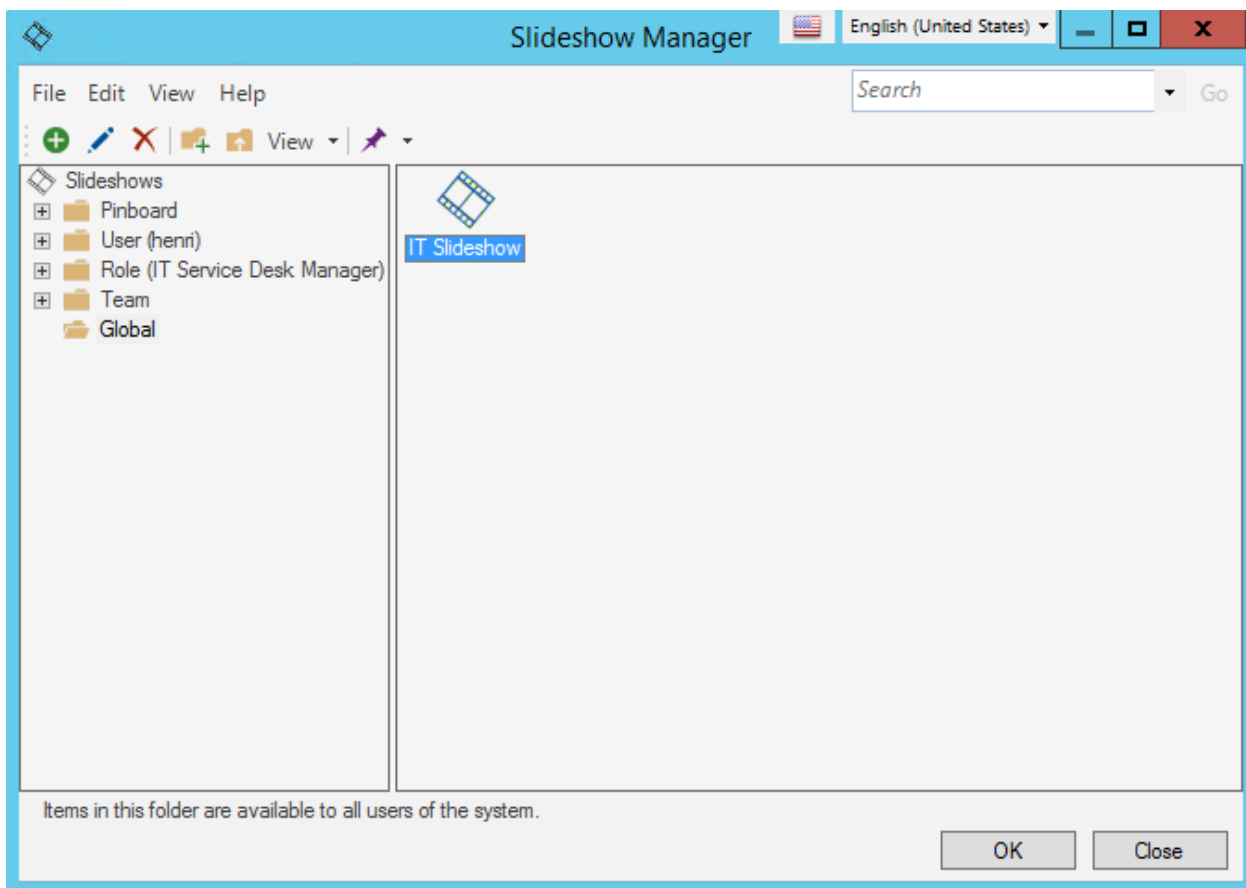 Slideshow Manager
English (United States)
File Edit View Help
Search
Go
View
Slideshows
Pinboard
User (henri)
Role (IT Service Desk Manager)
Team
Global
IT Slideshow
Items in this folder are available to all users of the system.
OK
Close